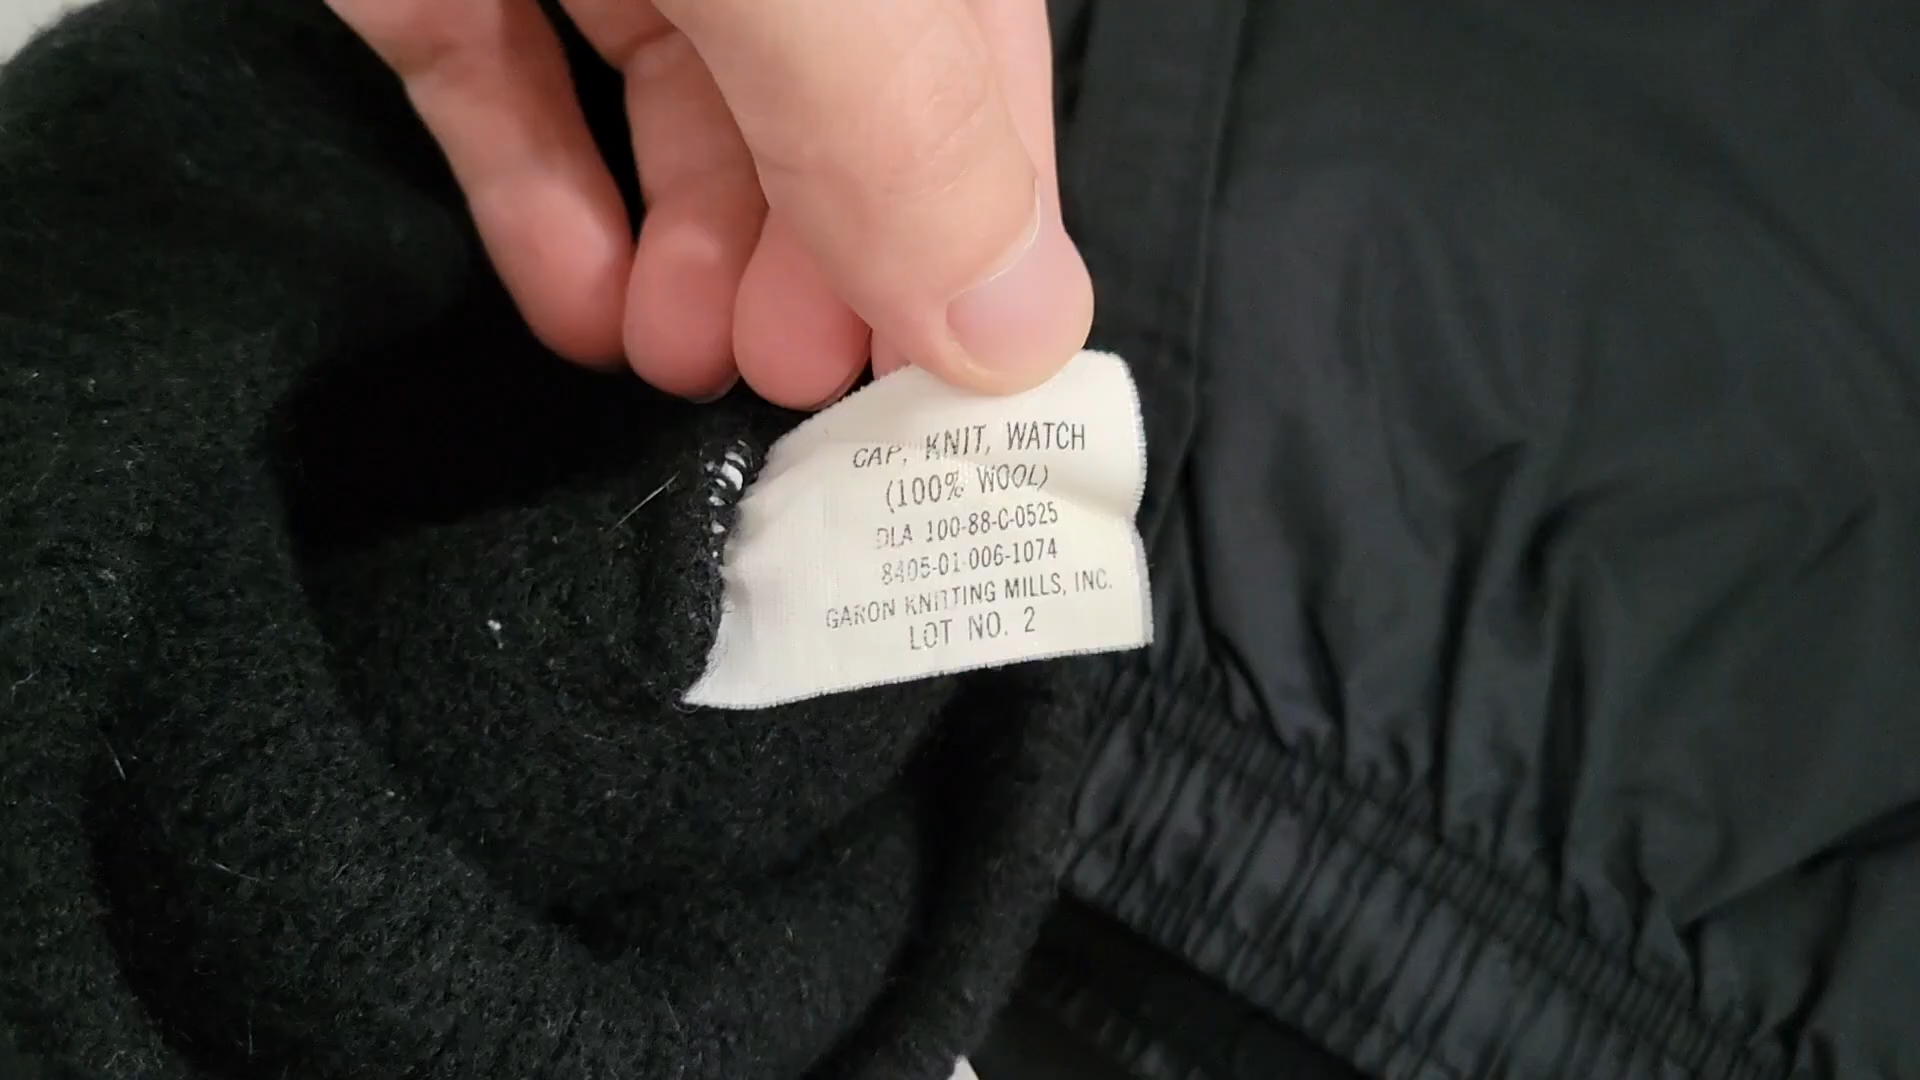 CAP, KNIT, WATCH
(100% WOOL)
DLA 100-88-C-0525
8405-01-006-1074
GARON KNITTING MILLS, INC.
LOT NO. 2